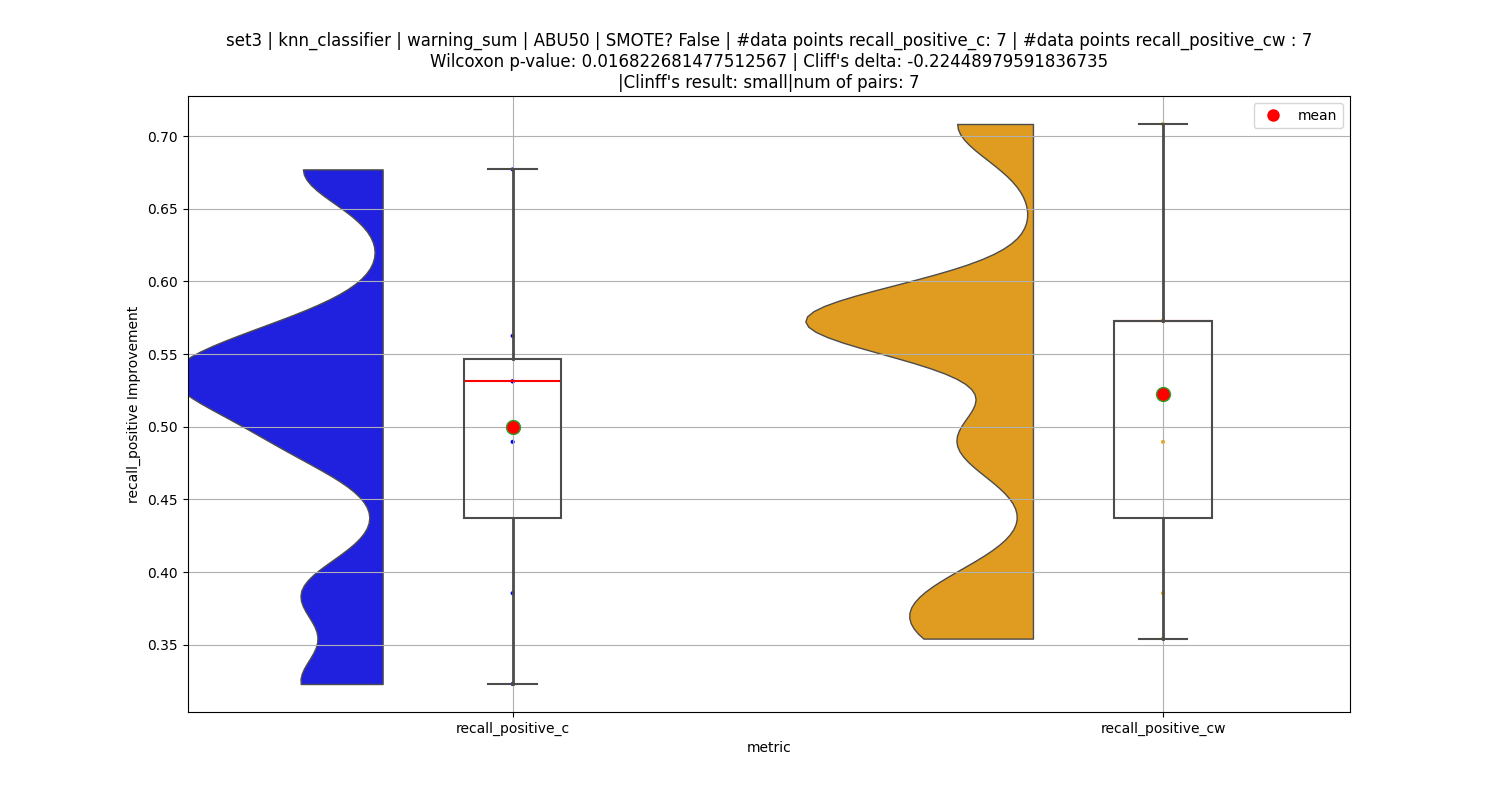 set3 | knn_classifier | warning_sum | ABU50 | SMOTE? False | #data points recall_positive_c: 7 | #data points recall_positive_cw : 7
Wilcoxon p-value: 0.016822681477512567 | Cliff's delta: -0.22448979591836735
|Clinff's result: small|num of pairs: 7
mean
0.70
0.65
0.60
0.55
0.50
0.45
0.40
0.35
recall_positive Improvement
recall_positive_c
recall_positive_cw
metric